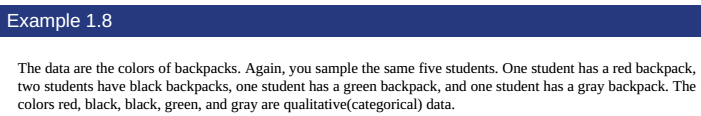 Example 1.8
The data are the colors of backpacks. Again, you sample the same five students. One student has a red backpack,
two students have black backpacks, one student has a green backpack, and one student has a gray backpack. The
colors red, black, black, green, and gray are qualitative(categorical) data.